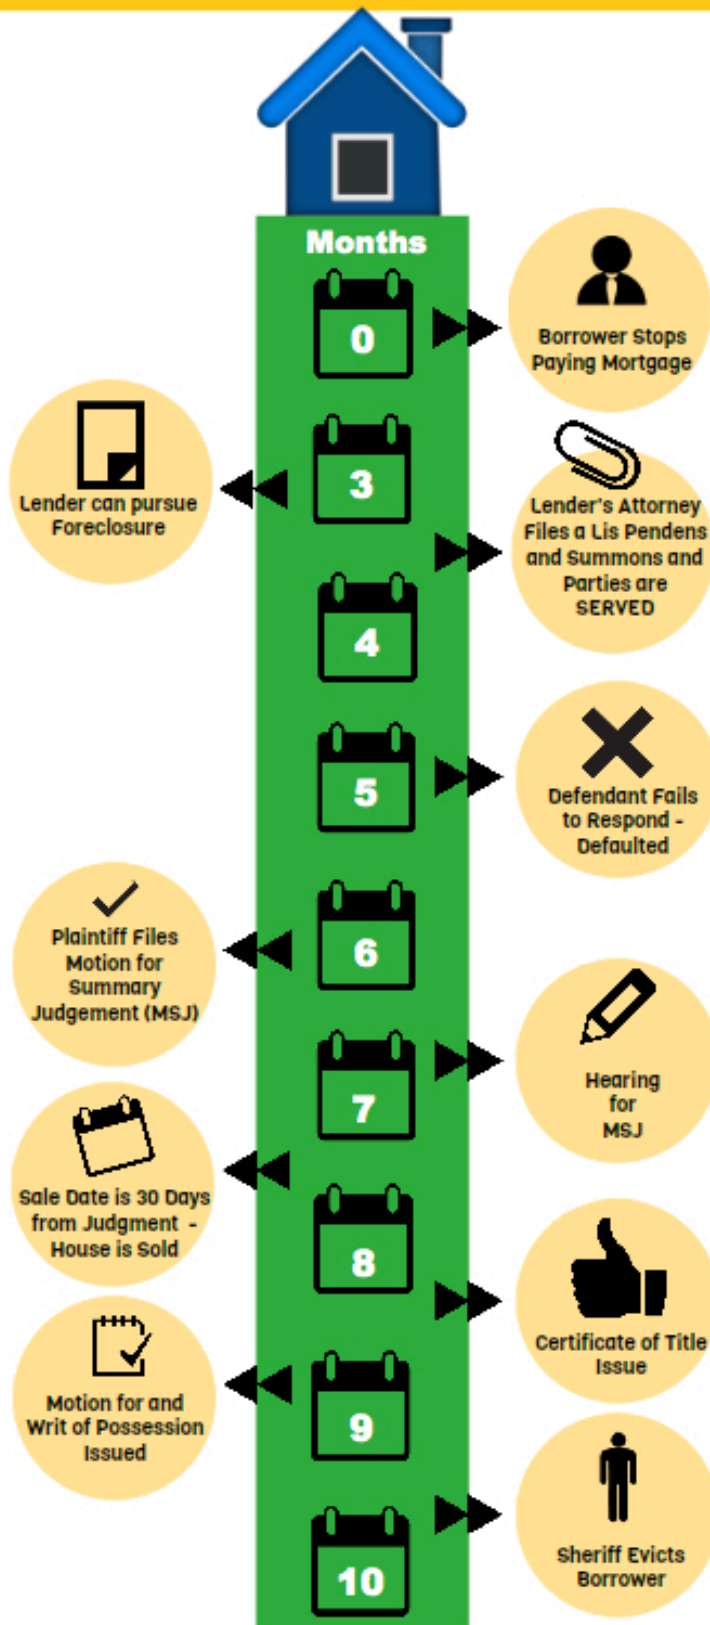 Months
0
Borrower Stops
Paying Mortgage
3
Lender can pursue
Foreclosure
Lender's Attorney
Files a Lis Pendens
and Summons and
Parties are
SERVED
4
5
Defendant Fails
to Respond -
Defaulted
6
Plaintiff Files
Motion for
Summary
Judgement (MSJ)
7
Hearing
for
MSJ
Sale Date is 30 Days
from Judgment -
House is Sold
8
Certificate of Title
Issue
9
Motion for and
Writ of Possession
Issued
Sheriff Evicts
Borrower
10